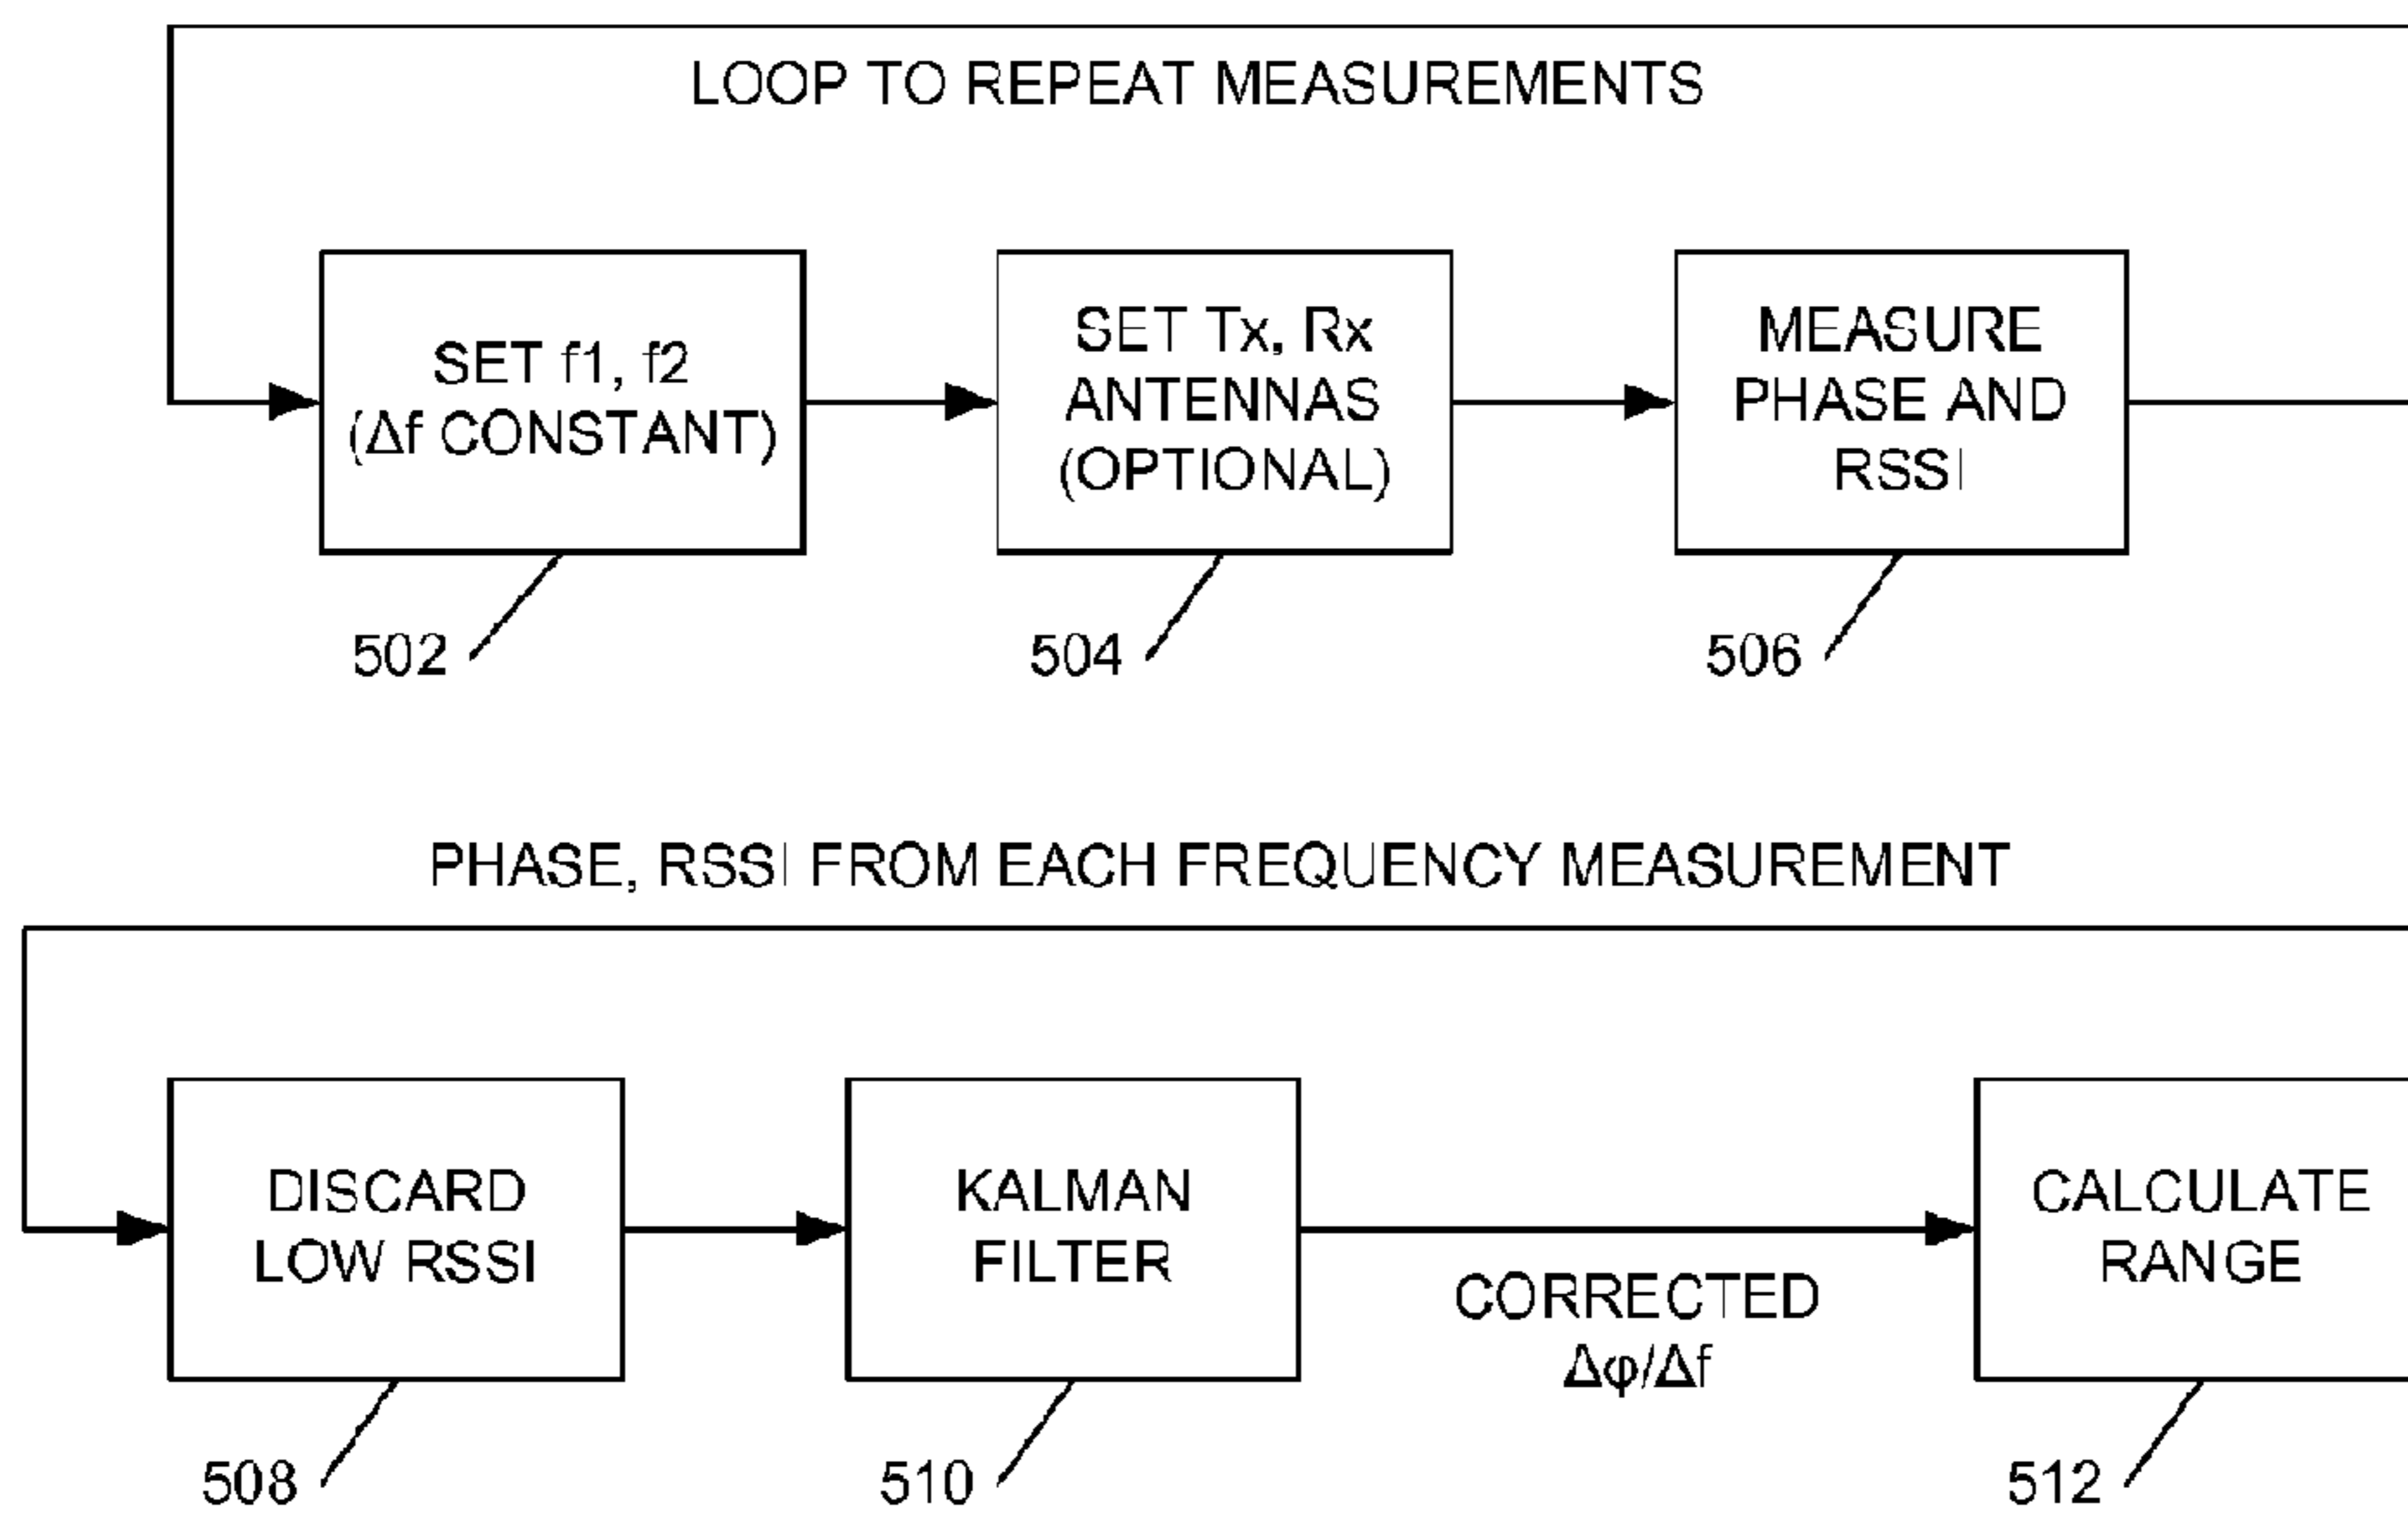 LOOP TO REPEAT MEASUREMENTS
SET f1, f2
(Δf CONSTANT)
SET Tx, Rx
ANTENNAS
(OPTIONAL)
MEASURE
PHASE AND
RSSI
502
504
506
PHASE, RSSI FROM EACH FREQUENCY MEASUREMENT
DISCARD
LOW RSSI
KALMAN
FILTER
CORRECTED
Δφ/Δf
CALCULATE
RANGE
508
510
512